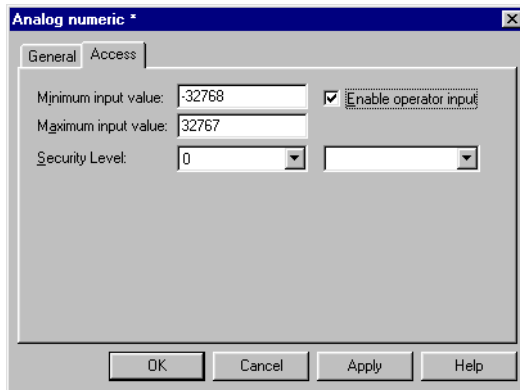 Analog numeric *
General Access
Minimum input value: -32768 Enable operator input
Maximum input value: 32767
Security Level: 0
OK Cancel Apply Help